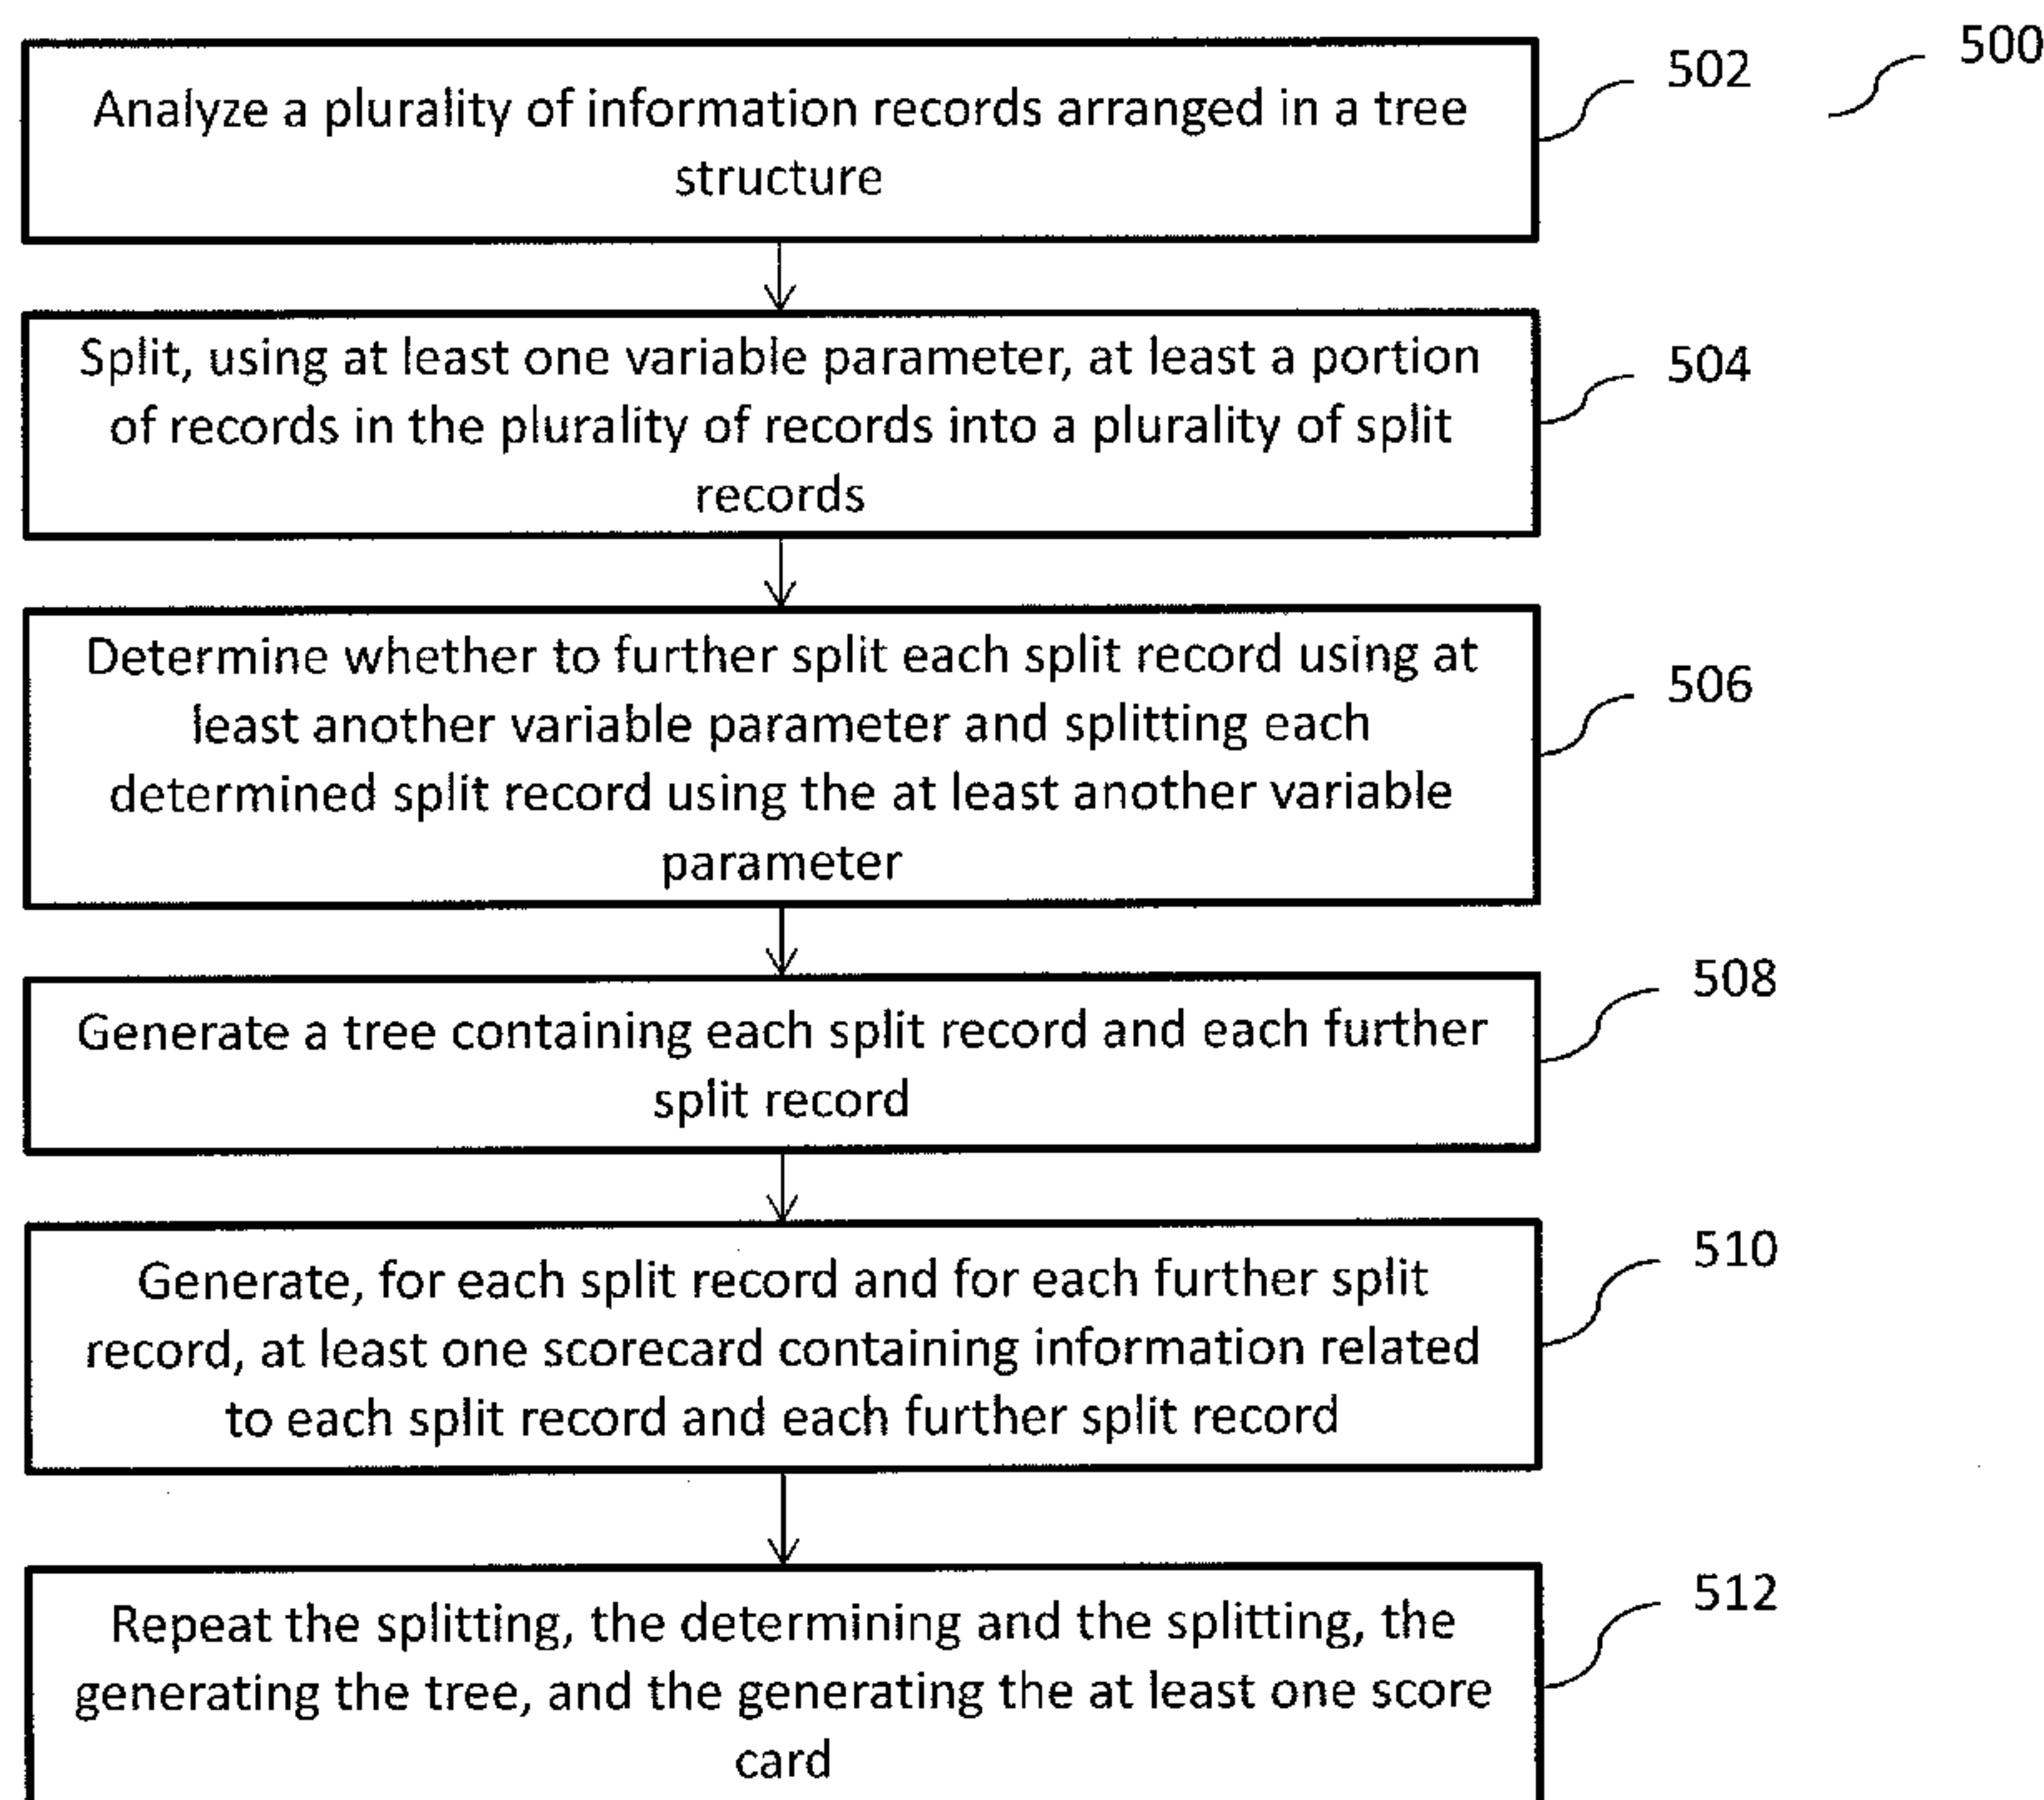 500
502
Analyze a plurality of information records arranged in a tree
structure
504
Split, using at least one variable parameter, at least a portion
of records in the plurality of records into a plurality of split
records
506
Determine whether to further split each split record using at
least another variable parameter and splitting each
determined split record using the at least another variable
parameter
508
Generate a tree containing each split record and each further
split record
510
Generate, for each split record and for each further split
record, at least one scorecard containing information related
to each split record and each further split record
512
Repeat the splitting, the determining and the splitting, the
generating the tree, and the generating the at least one score
card